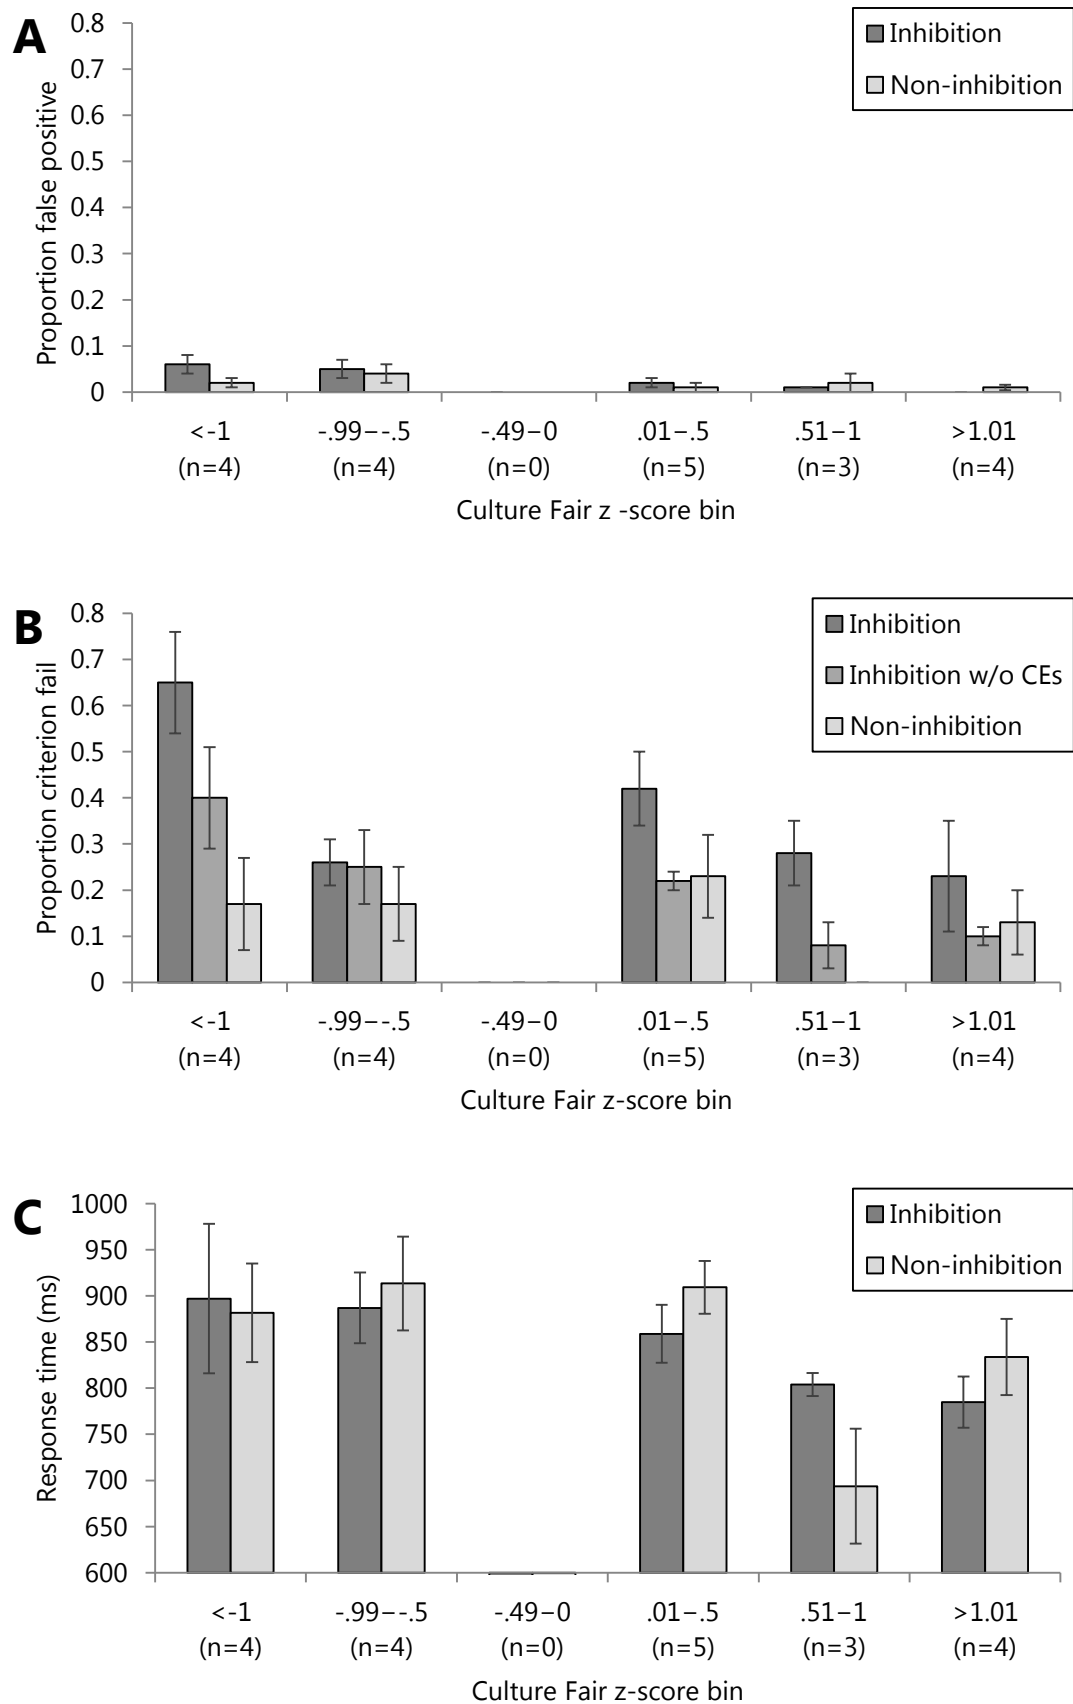 A
Proportion false positive
0.8
0.7
0.6
0.5
0.4
0.3
0.2
0.1
0
Inhibition
Non-inhibition
<-1 -.99–-.5 -.49–0 .01–.5 .51–1 >1.01
(n=4) (n=4) (n=0) (n=5) (n=3) (n=4)
Culture Fair z -score bin
B
Proportion criterion fail
0.8
0.7
0.6
0.5
0.4
0.3
0.2
0.1
0
Inhibition
Inhibition w/o CEs
Non-inhibition
<-1 -.99–-.5 -.49–0 .01–.5 .51–1 >1.01
(n=4) (n=4) (n=0) (n=5) (n=3) (n=4)
Culture Fair z-score bin
C
Response time (ms)
1000
950
900
850
800
750
700
650
600
Inhibition
Non-inhibition
<-1 -.99–-.5 -.49–0 .01–.5 .51–1 >1.01
(n=4) (n=4) (n=0) (n=5) (n=3) (n=4)
Culture Fair z-score bin